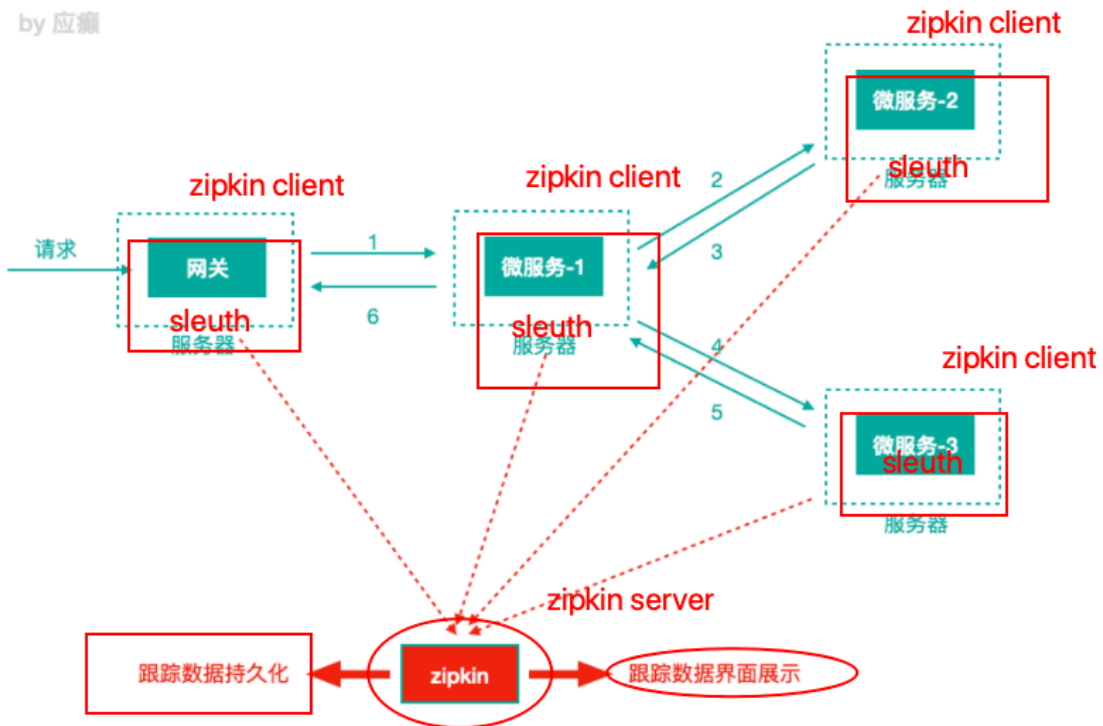 by 应癫
zipkin client
微服务-2
sleuth
服务器
zipkin client
zipkin client
2
请求
网关
1
微服务-1
3
sleuth
服务器
6
sleuth
服务器
4
zipkin client
5
微服务-3
sleuth
服务器
zipkin server
跟踪数据持久化
zipkin
跟踪数据界面展示